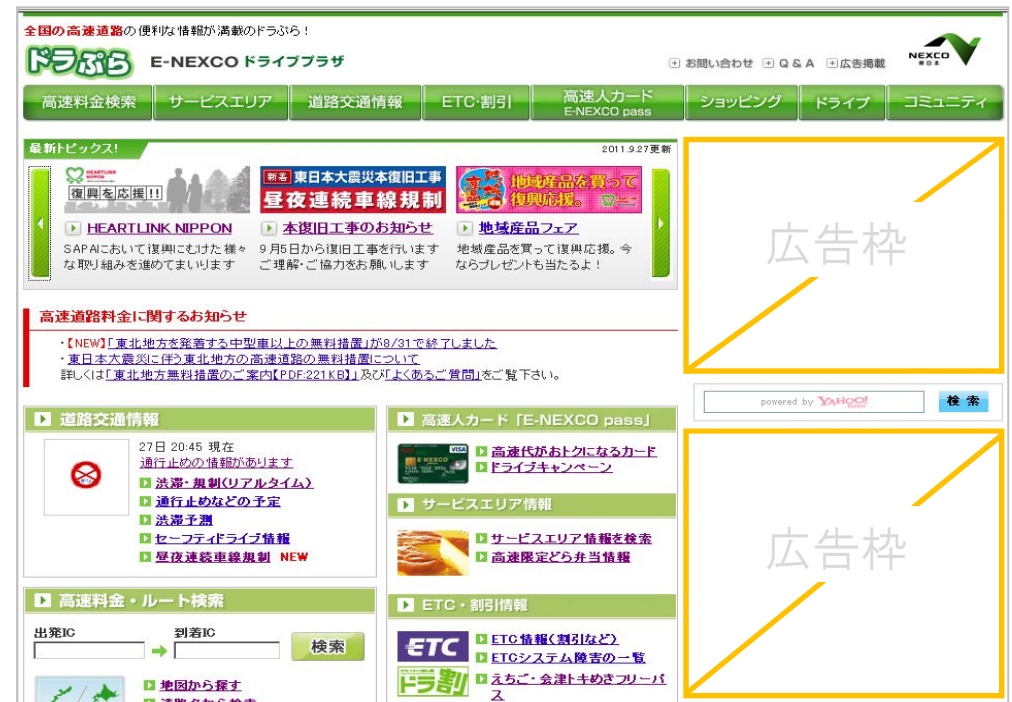 全国の高速道路の便利な情報が満載のドラぷら！
ドラぷら E-NEXCO ドライブプラザ
お問い合わせ Q & A 広告掲載
NEXCO
東日本
高速料金検索 サービスエリア 道路交通情報 ETC・割引 高速人カード E-NEXCO pass ショッピング ドライブ コミュニティ
最新トピックス！ 2011.9.27更新
HEARTLINK NIPPON
復興を応援!!
新着 東日本大震災本復旧工事
昼夜連続車線規制
地域産品を買って
復興応援。
HEARTLINK NIPPON
SAPAにおいて復興にむけた様々
な取り組みを進めてまいります
本復旧工事のお知らせ
9月5日から復旧工事を行います
ご理解・ご協力をお願いします
地域産品フェア
地域産品を買って復興応援。今
ならプレゼントも当たるよ！
広告枠
高速道路料金に関するお知らせ
・【NEW】「東北地方を発着する中型車以上の無料措置」が8/31で終了しました
・東日本大震災に伴う東北地方の高速道路の無料措置について
詳しくは「東北地方無料措置のご案内【PDF:221KB】」及び「よくあるご質問」をご覧下さい。
powered by YAHOO! 検索
道路交通情報
27日 20:45 現在
通行止めの情報があります
渋滞・規制(リアルタイム)
通行止めなどの予定
渋滞予測
セーフティドライブ情報
昼夜連続車線規制 NEW
高速料金・ルート検索
出発IC 到着IC
検索
地図から探す
道路名から検索
高速人カード「E-NEXCO pass」
E-NEXCO
VISA
高速代がおトクになるカード
ドライブキャンペーン
サービスエリア情報
サービスエリア情報を検索
高速限定どら弁当情報
ETC・割引情報
ETC
ドラ割
ETC情報(割引など)
ETCシステム障害の一覧
えちご・会津トキめきフリーパ
ス
広告枠